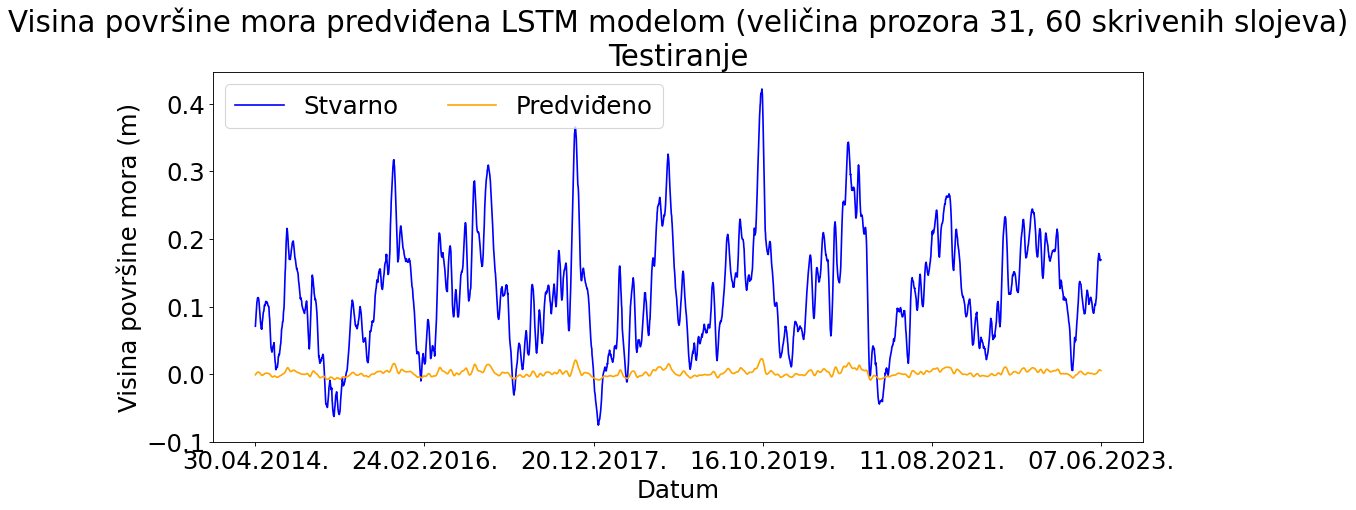 Visina površine mora predviđena LSTM modelom (veličina prozora 31, 60 skrivenih slojeva)
Testiranje
Stvarno Predviđeno
Visina površine mora (m)
0.4
0.3
0.2
0.1
0.0
−0.1
30.04.2014. 24.02.2016. 20.12.2017. 16.10.2019. 11.08.2021. 07.06.2023.
Datum